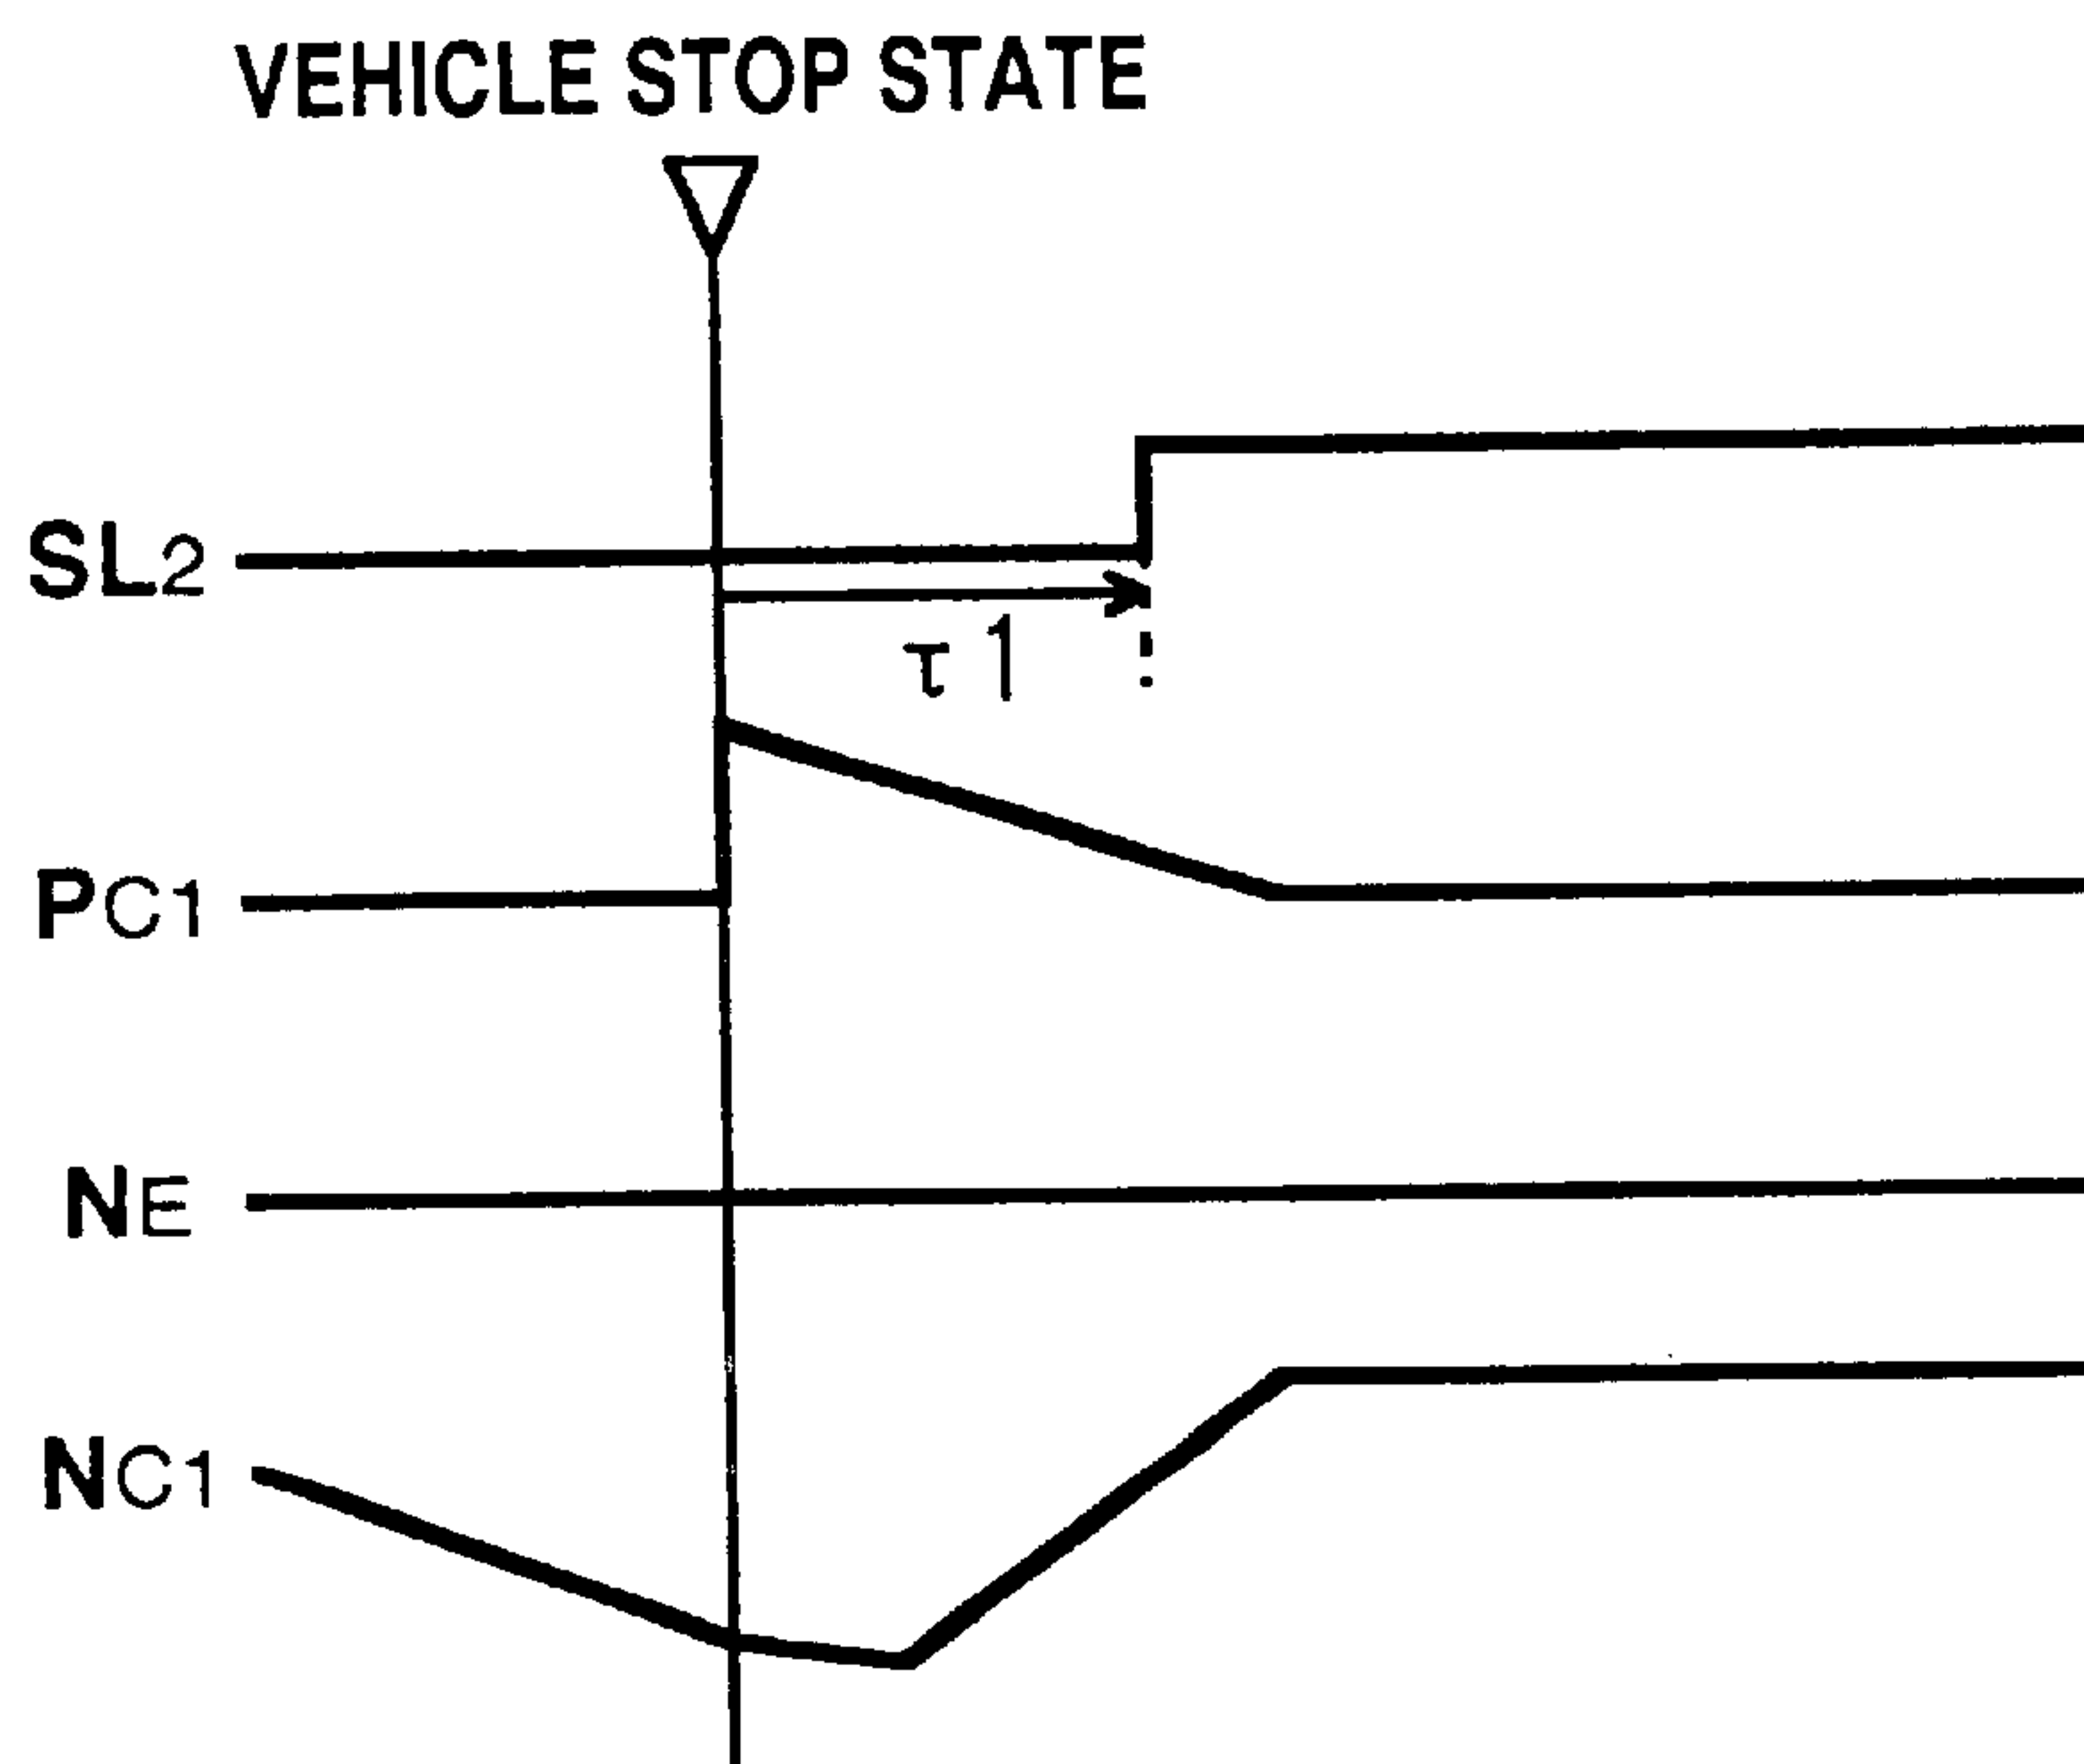 VEHICLE STOP STATE
SL2
τ1
PC1
NE
NC1